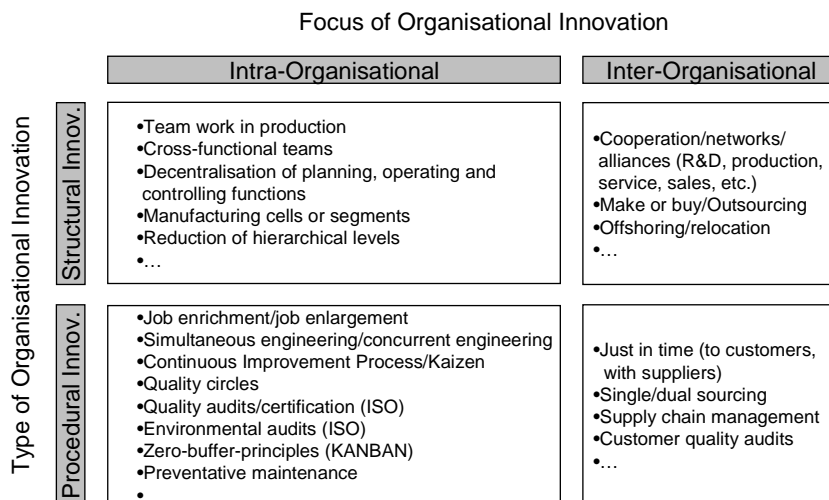 Focus of Organisational Innovation
Intra-Organisational
Inter-Organisational
Type of Organisational Innovation
Structural Innov.
•Team work in production
•Cross-functional teams
•Decentralisation of planning, operating and
controlling functions
•Manufacturing cells or segments
•Reduction of hierarchical levels
•…
•Cooperation/networks/
alliances (R&D, production,
service, sales, etc.)
•Make or buy/Outsourcing
•Offshoring/relocation
•…
Procedural Innov.
•Job enrichment/job enlargement
•Simultaneous engineering/concurrent engineering
•Continuous Improvement Process/Kaizen
•Quality circles
•Quality audits/certification (ISO)
•Environmental audits (ISO)
•Zero-buffer-principles (KANBAN)
•Preventative maintenance
•
•Just in time (to customers,
with suppliers)
•Single/dual sourcing
•Supply chain management
•Customer quality audits
•…